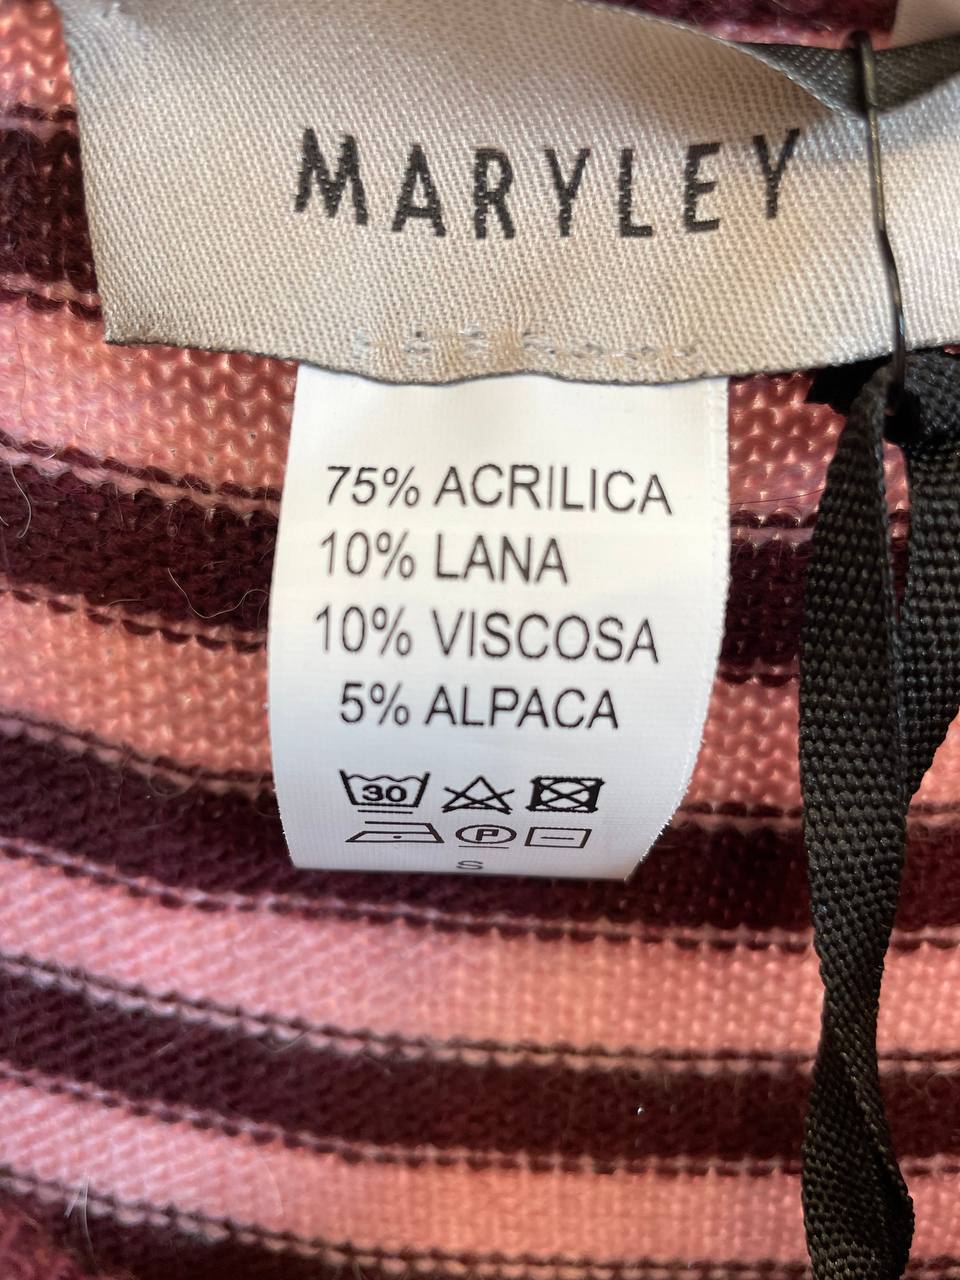 MARYLEY
75% ACRILICA
10% LANA
10% VISCOSA
5% ALPACA
30
P
S